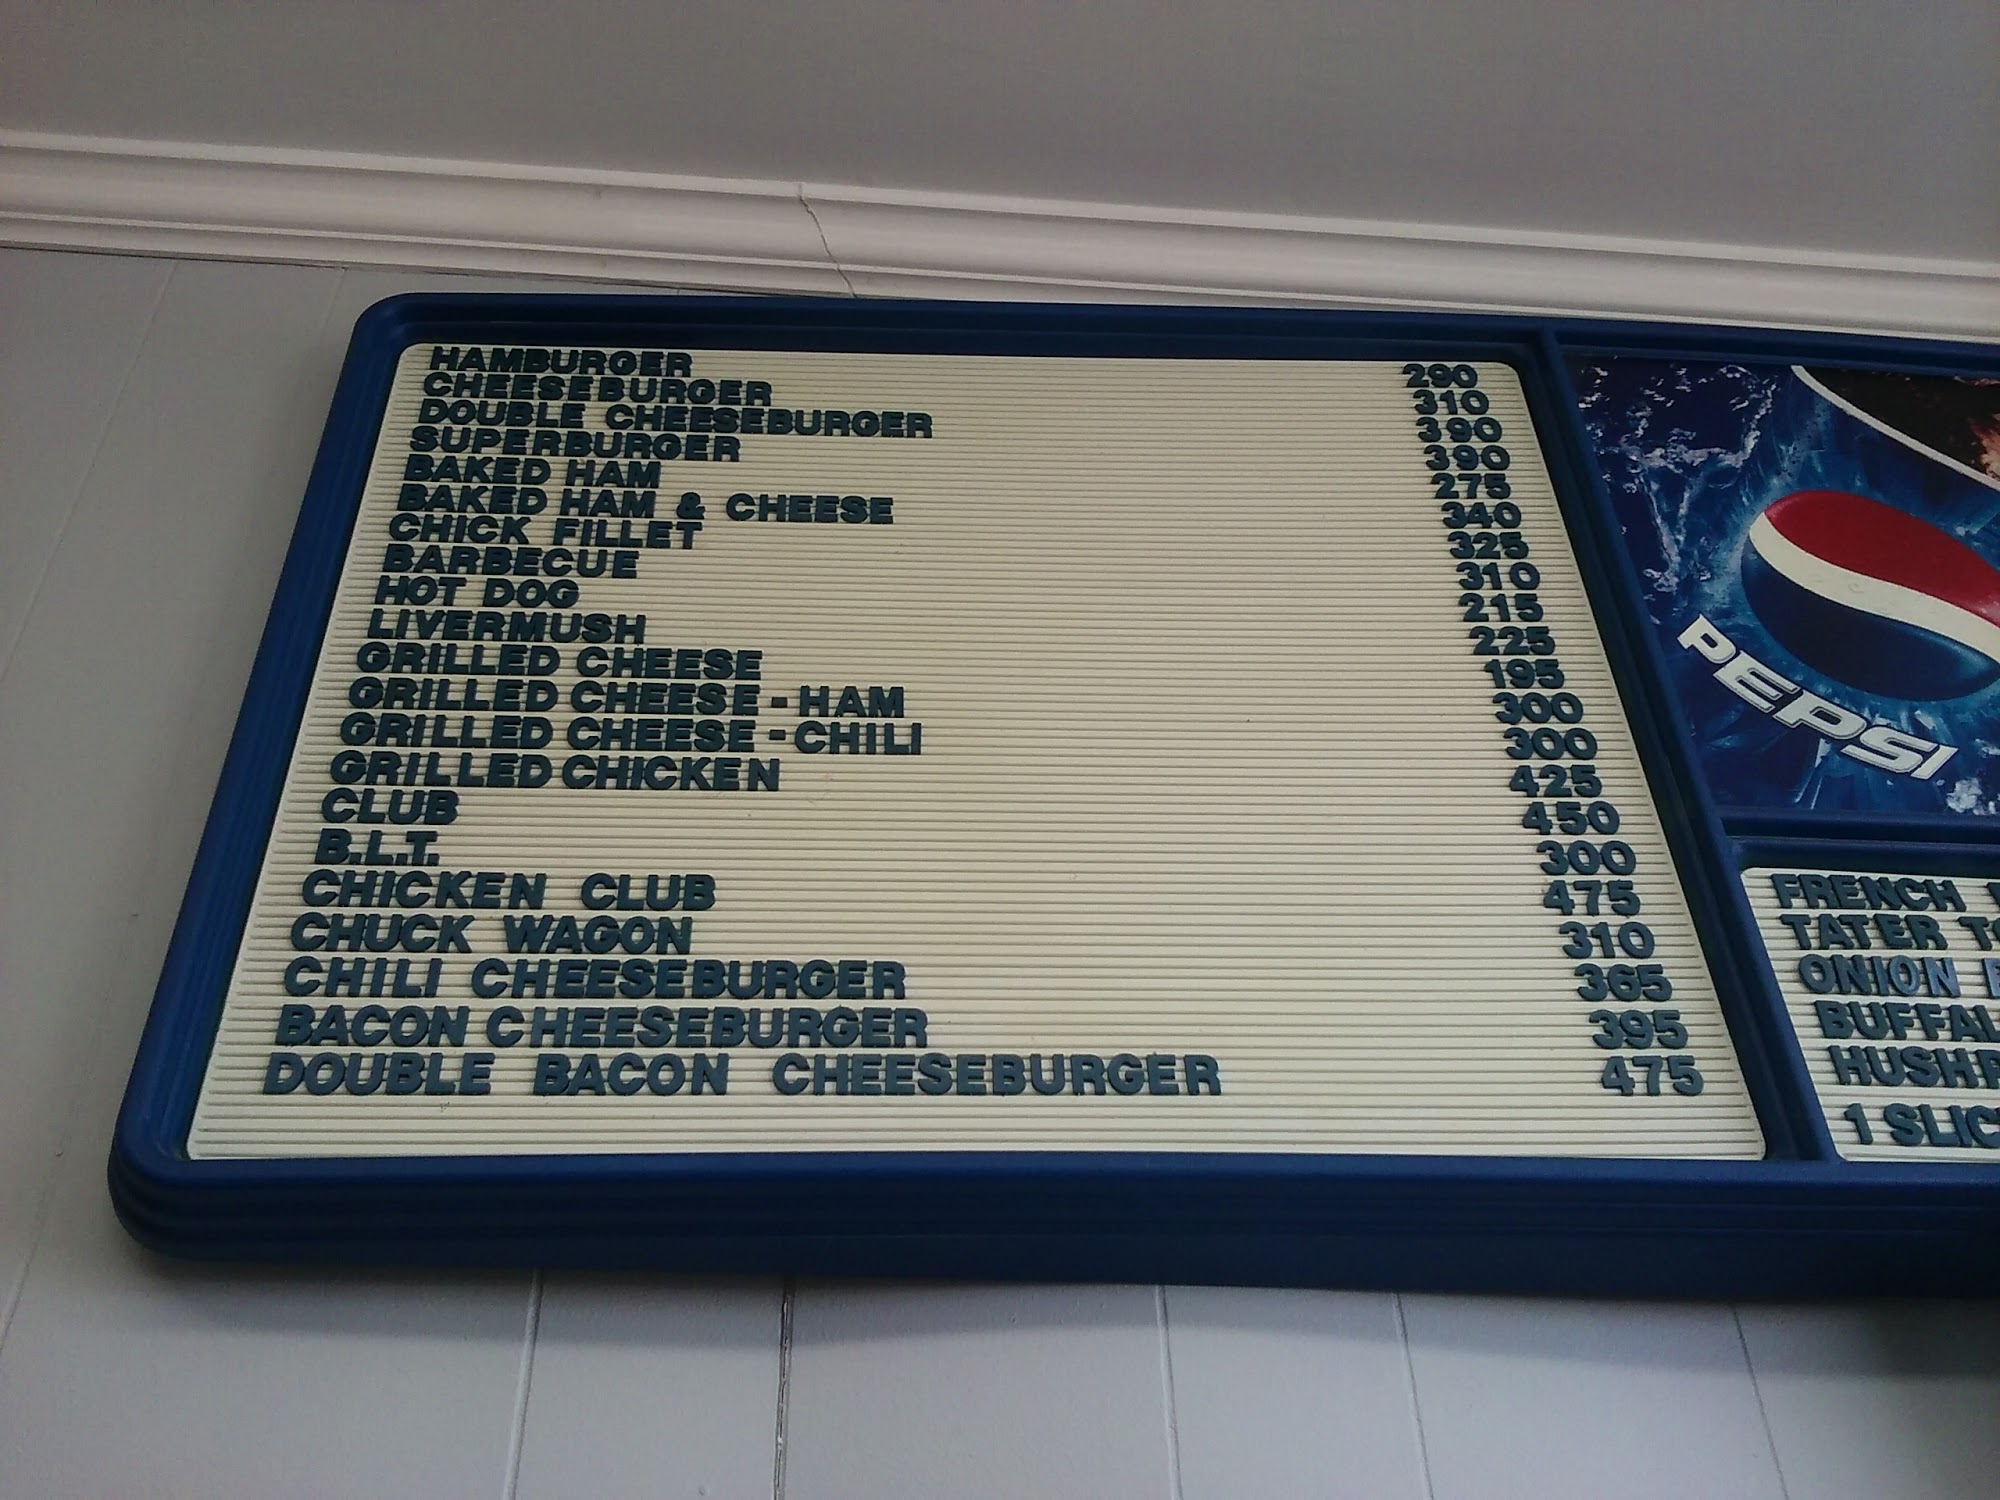 HAMBURGER 290
CHEESEBURGER 310
DOUBLE CHEESEBURGER 390
SUPERBURGER 390
BAKED HAM 275
BAKED HAM & CHEESE 340
CHICK FILLET 325
BARBECUE 310
HOT DOG 215
LIVERMUSH 225
GRILLED CHEESE 195
GRILLED CHEESE - HAM 300
GRILLED CHEESE - CHILI 300
GRILLED CHICKEN 425
CLUB 450
B.L.T. 300
CHICKEN CLUB 475
CHUCK WAGON 310
CHILI CHEESEBURGER 365
BACON CHEESEBURGER 395
DOUBLE BACON CHEESEBURGER 475
PEPSI
FRENCH
TATER
ONION
1